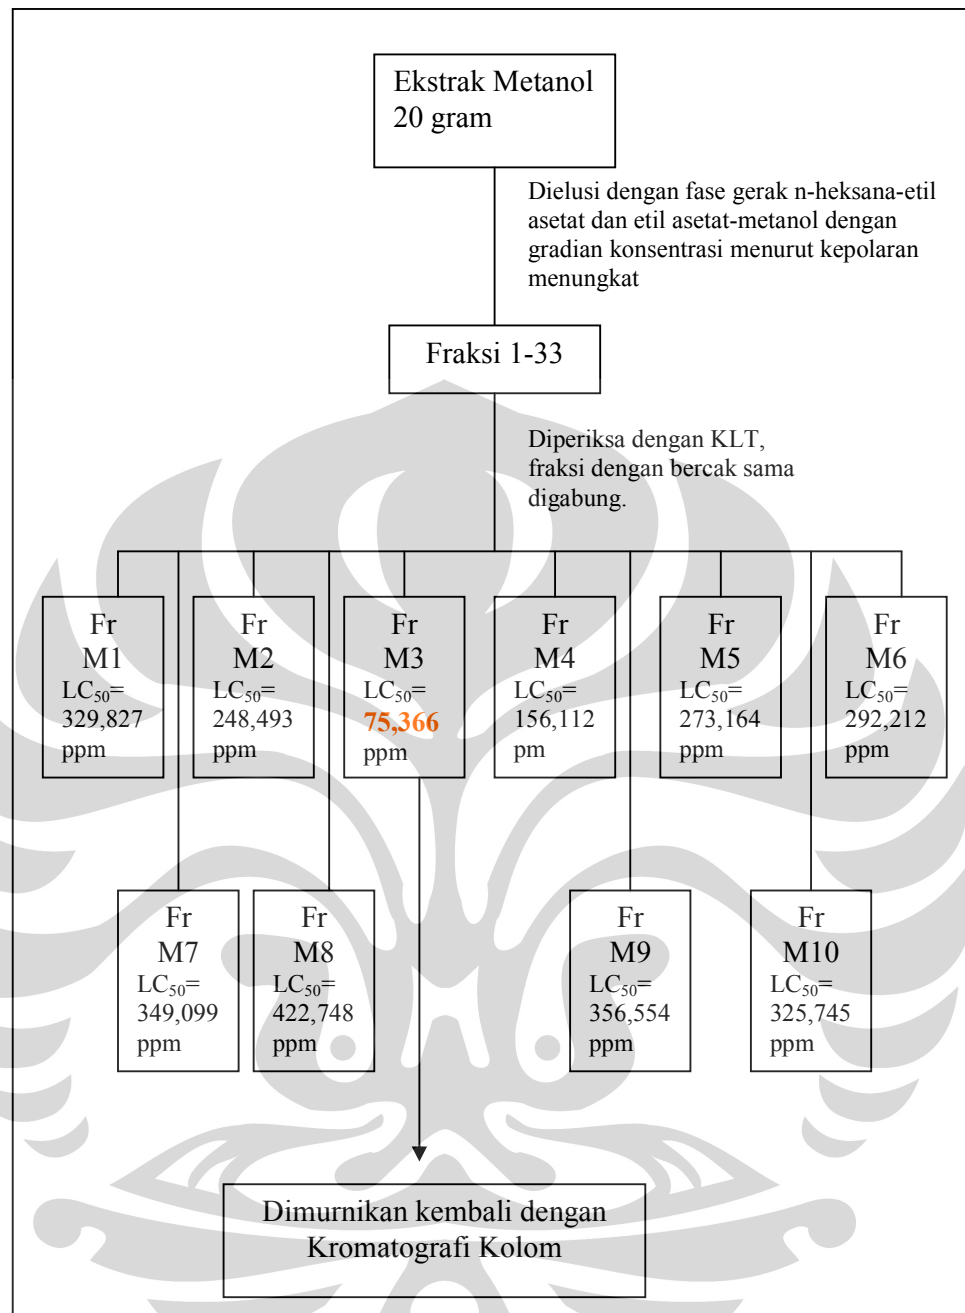 Ekstrak Metanol
20 gram
Dielusi dengan fase gerak n-heksana-etil
asetat dan etil asetat-metanol dengan
gradian konsentrasi menurut kepolaran
menungkat
Fraksi 1-33
Diperiksa dengan KLT,
fraksi dengan bercak sama
digabung.
Fr
M1
LC₅₀=
329,827
ppm
Fr
M2
LC₅₀=
248,493
ppm
Fr
M3
LC₅₀=
75,366
ppm
Fr
M4
LC₅₀=
156,112
pm
Fr
M5
LC₅₀=
273,164
ppm
Fr
M6
LC₅₀=
292,212
ppm
Fr
M7
LC₅₀=
349,099
ppm
Fr
M8
LC₅₀=
422,748
ppm
Fr
M9
LC₅₀=
356,554
ppm
Fr
M10
LC₅₀=
325,745
ppm
Dimurnikan kembali dengan
Kromatografi Kolom